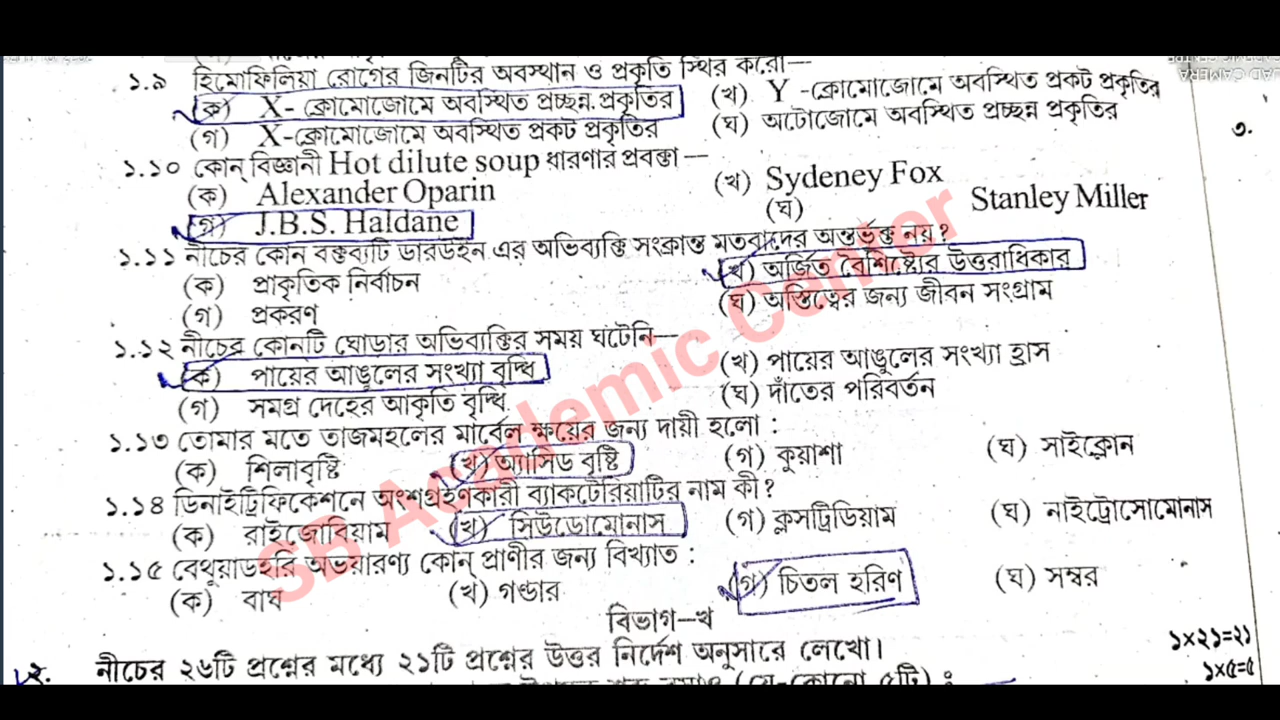 ১.৯ হিমোফিলিয়া রোগের জিনটির অবস্থান ও প্রকৃতি স্থির করো—
(ক) X- ক্রোমোজোমে অবস্থিত প্রচ্ছন্ন প্রকৃতির (খ) Y -ক্রোমোজোমে অবস্থিত প্রকট প্রকৃতির
(গ) X-ক্রোমোজোমে অবস্থিত প্রকট প্রকৃতির (ঘ) অটোজোমে অবস্থিত প্রচ্ছন্ন প্রকৃতির
৩.
১.১০ কোন্ বিজ্ঞানী Hot dilute soup ধারণার প্রবক্তা—
(ক) Alexander Oparin (খ) Sydeney Fox
(গ) J.B.S. Haldane (ঘ) Stanley Miller
১.১১ নীচের কোন বক্তব্যটি ডারউইন এর অভিব্যক্তি সংক্রান্ত মতবাদের অন্তর্ভুক্ত নয়?
(ক) প্রাকৃতিক নির্বাচন (খ) অর্জিত বৈশিষ্ট্যের উত্তরাধিকার
(গ) প্রকরণ (ঘ) অস্তিত্বের জন্য জীবন সংগ্রাম
১.১২ নীচের কোনটি ঘোড়ার অভিব্যক্তির সময় ঘটেনি—
(ক) পায়ের আঙুলের সংখ্যা বৃদ্ধি (খ) পায়ের আঙুলের সংখ্যা হ্রাস
(গ) সমগ্র দেহের আকৃতি বৃদ্ধি (ঘ) দাঁতের পরিবর্তন
১.১৩ তোমার মতে তাজমহলের মার্বেল ক্ষয়ের জন্য দায়ী হলো :
(ক) শিলাবৃষ্টি (খ) অ্যাসিড বৃষ্টি (গ) কুয়াশা (ঘ) সাইক্লোন
১.১৪ ডিনাইট্রিফিকেশনে অংশগ্রহণকারী ব্যাকটেরিয়াটির নাম কী?
(ক) রাইজোবিয়াম (খ) সিউডোমোনাস (গ) ক্লসট্রিডিয়াম (ঘ) নাইট্রোসোমোনাস
১.১৫ বেথুয়াডহরি অভয়ারণ্য কোন্ প্রাণীর জন্য বিখ্যাত :
(ক) বাঘ (খ) গণ্ডার (গ) চিতল হরিণ (ঘ) সম্বর
বিভাগ—খ
২. নীচের ২৬টি প্রশ্নের মধ্যে ২১টি প্রশ্নের উত্তর নির্দেশ অনুসারে লেখো। ১×২১=২১
(যে-কোনো ৫টি) : ১×৫=৫
SB Academic Center